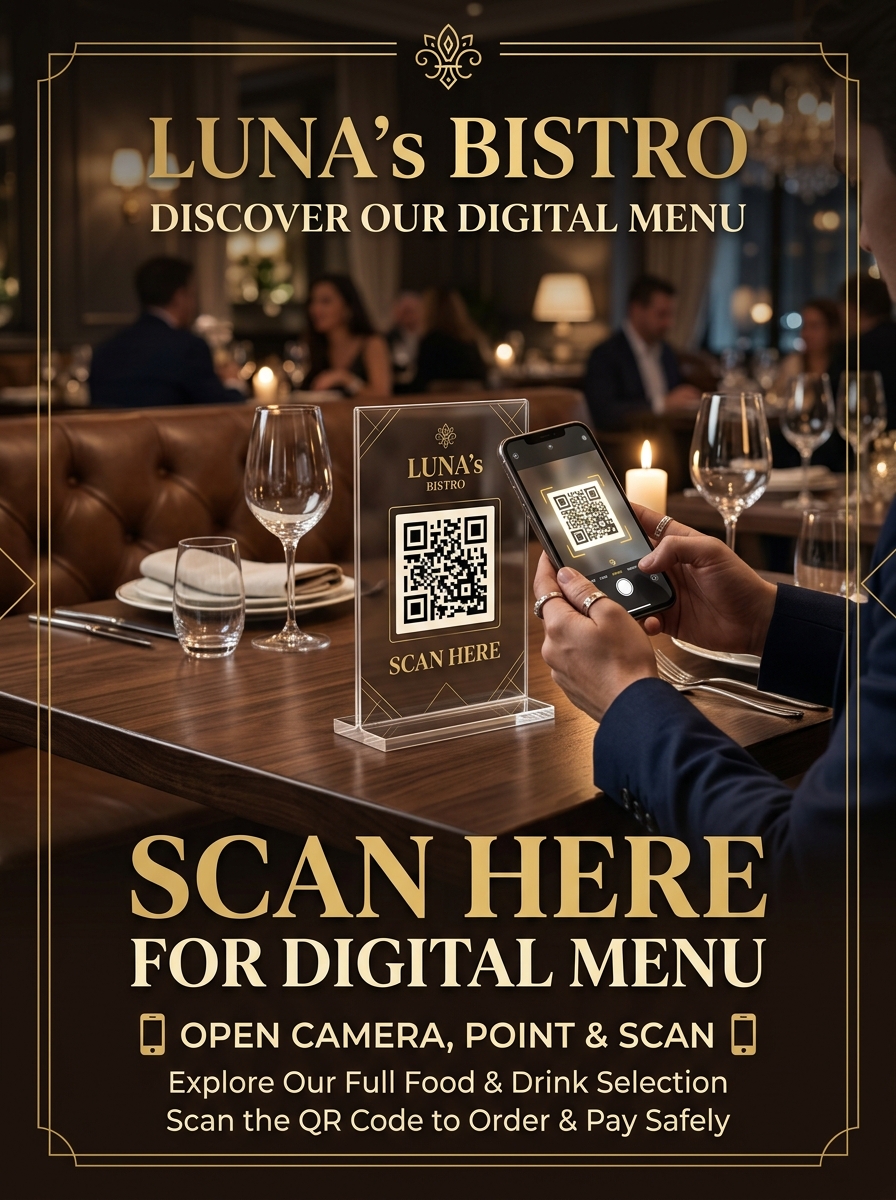 LUNA's BISTRO
DISCOVER OUR DIGITAL MENU
LUNA's
BISTRO
SCAN HERE
SCAN HERE
FOR DIGITAL MENU
OPEN CAMERA, POINT & SCAN
Explore Our Full Food & Drink Selection
Scan the QR Code to Order & Pay Safely